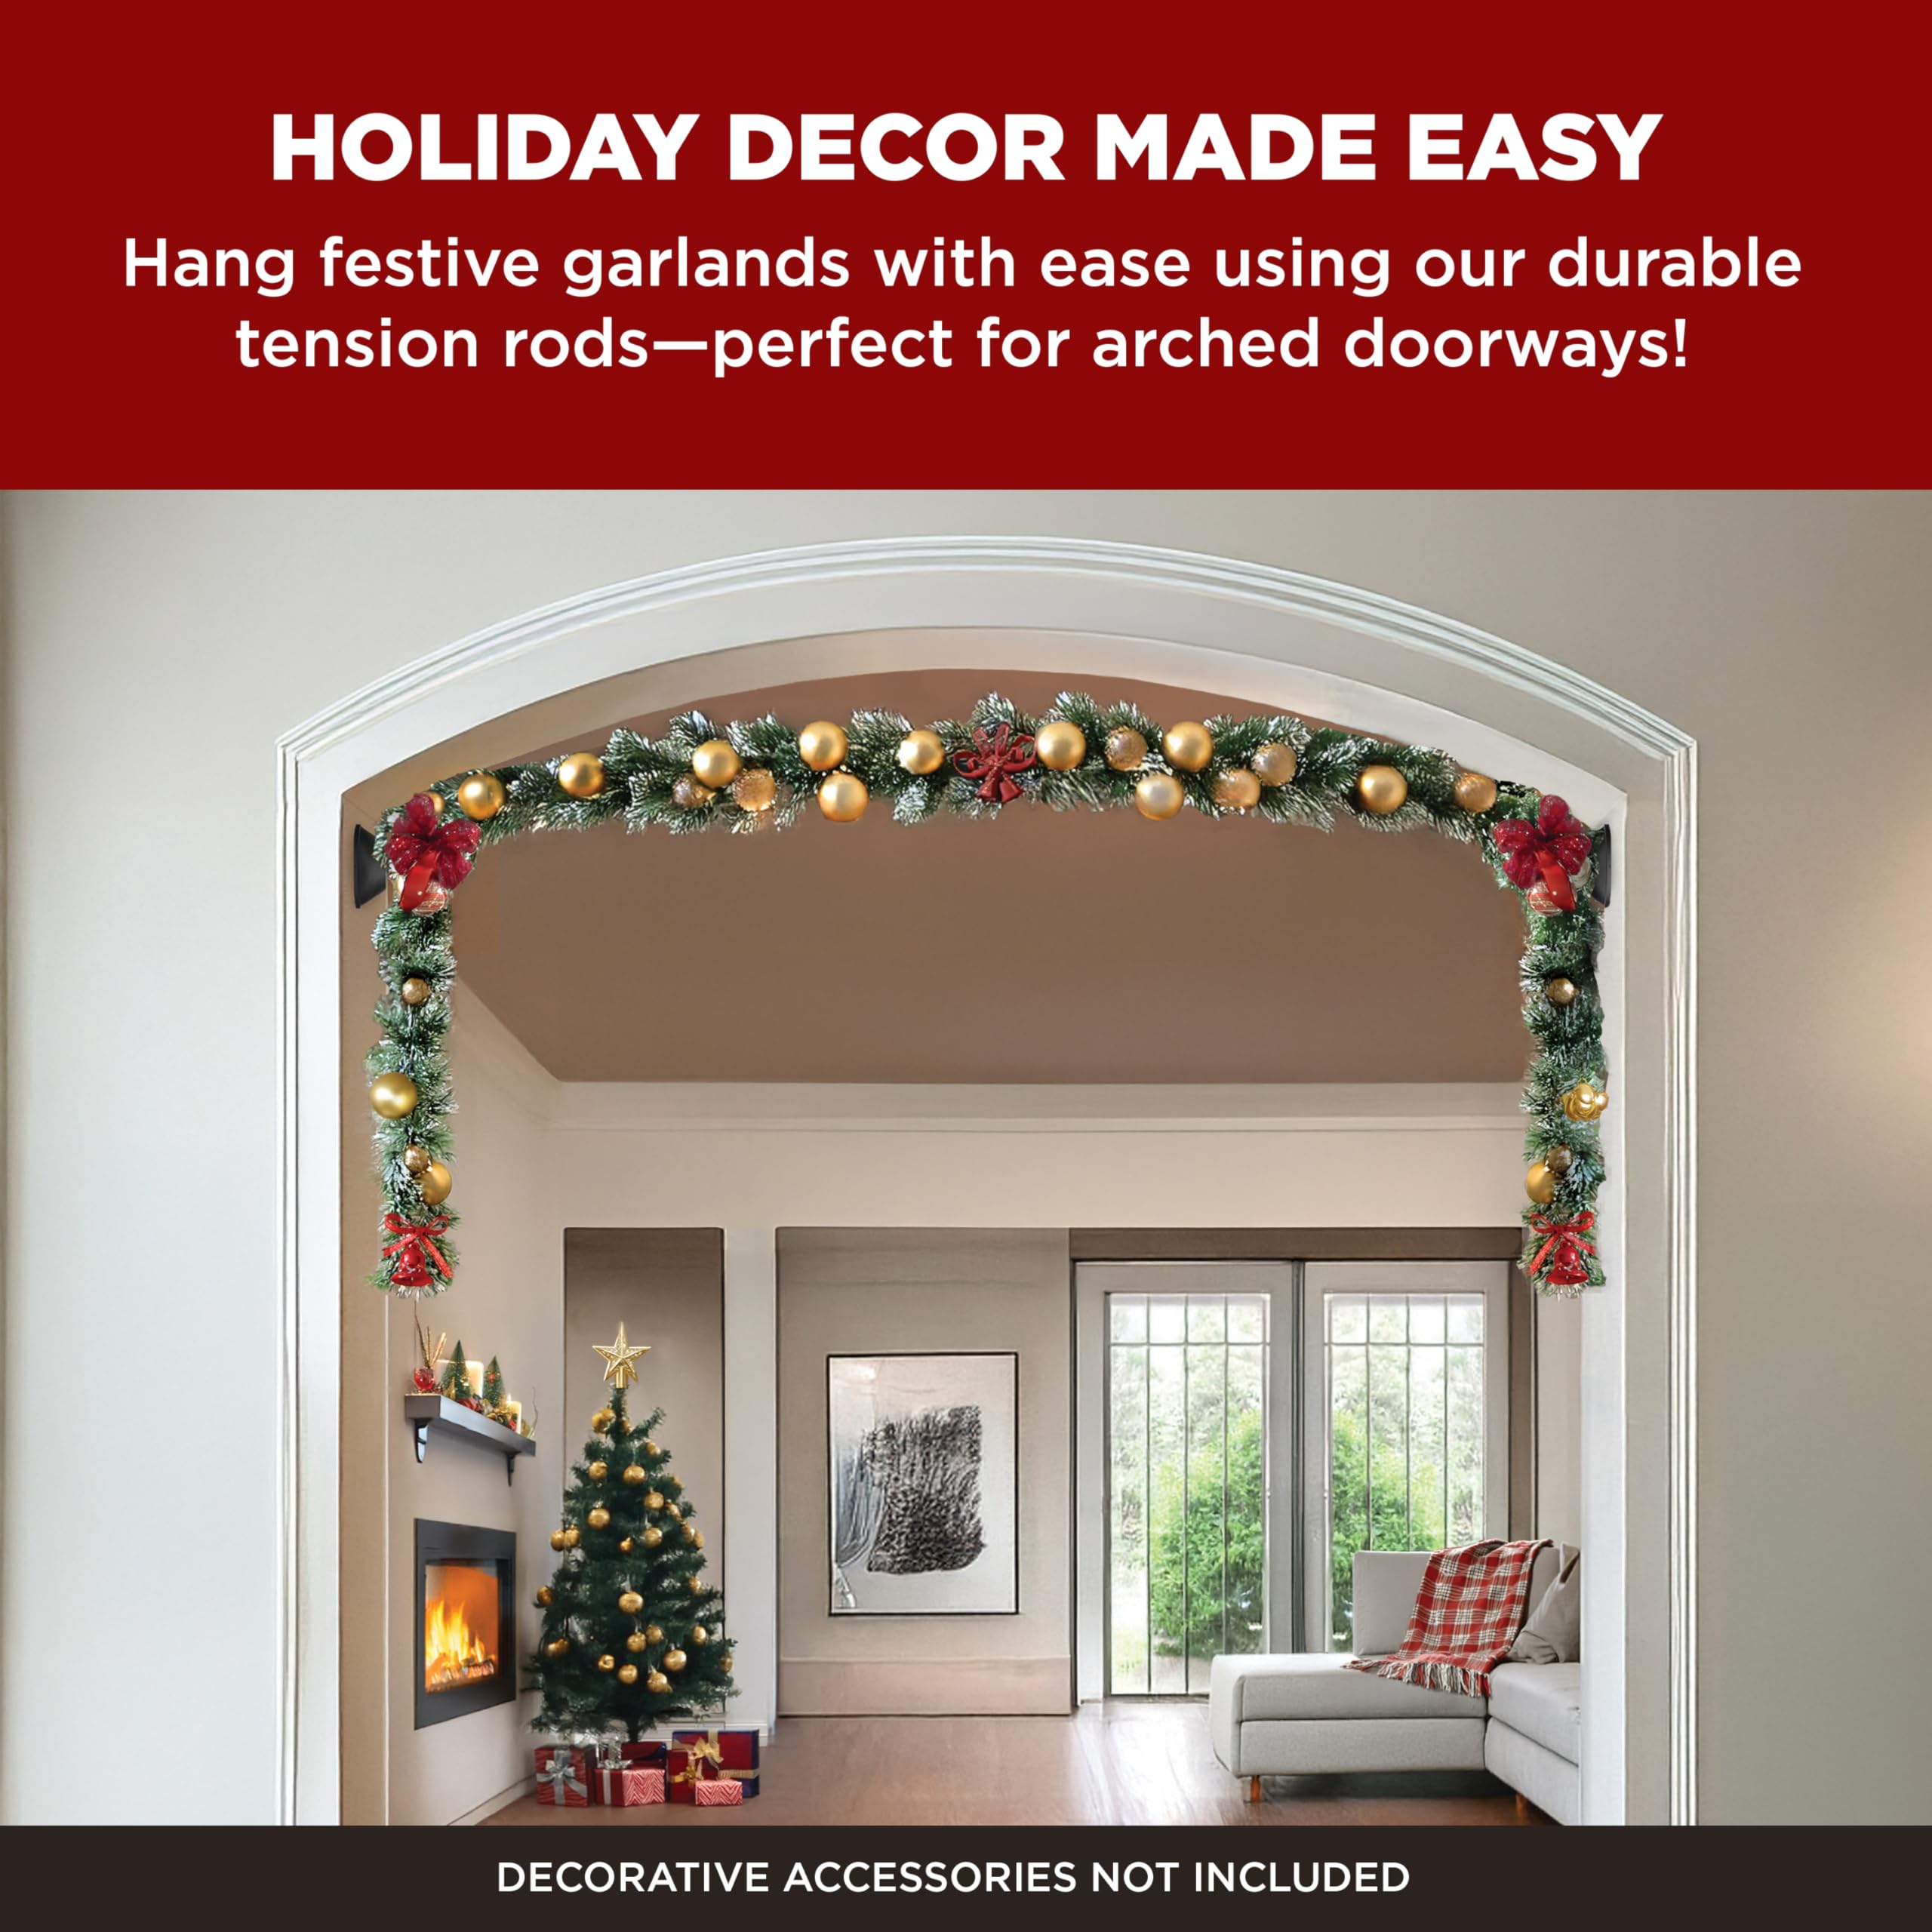 HOLIDAY DECOR MADE EASY
Hang festive garlands with ease using our durable
tension rods—perfect for arched doorways!
DECORATIVE ACCESSORIES NOT INCLUDED